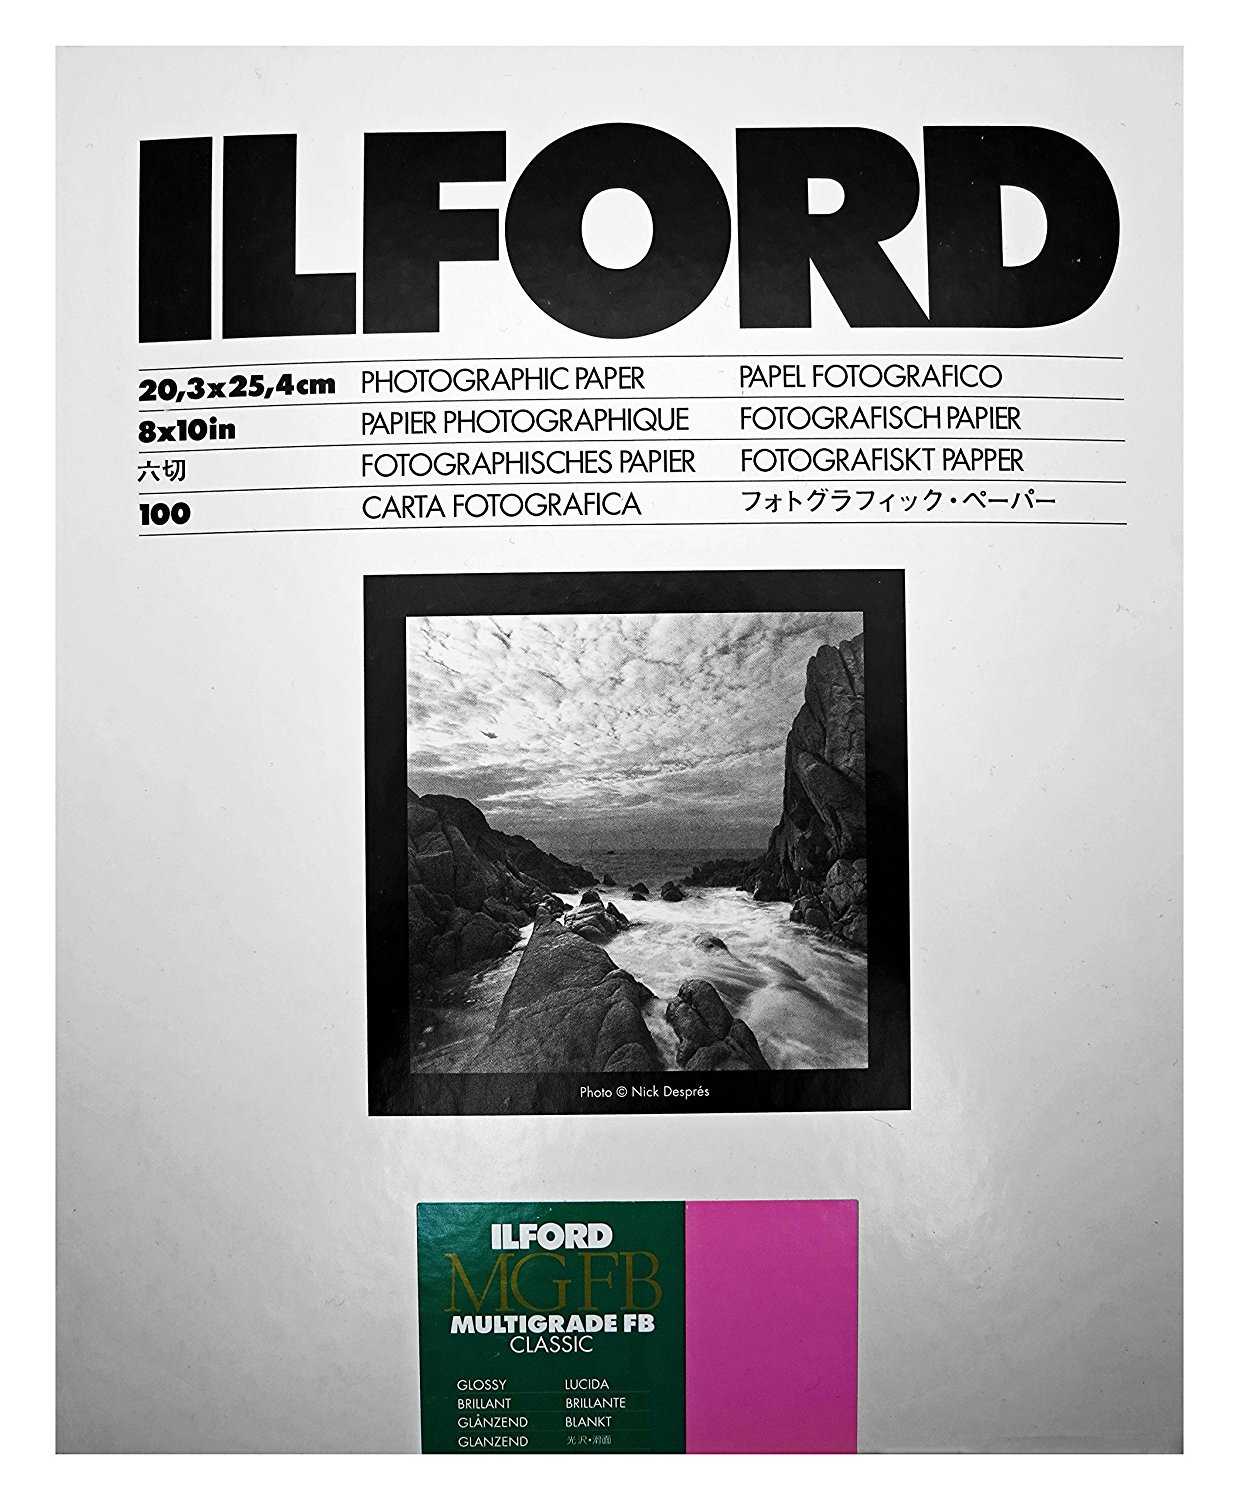 ILFORD
20,3x25,4cm PHOTOGRAPHIC PAPER PAPEL FOTOGRAFICO
8x10in PAPIER PHOTOGRAPHIQUE FOTOGRAFISCH PAPIER
六切 FOTOGRAPHISCHES PAPIER FOTOGRAFISKT PAPPER
100 CARTA FOTOGRAFICA フォトグラフィック・ペーパー
Photo © Nick Després
ILFORD
MGFB
MULTIGRADE FB
CLASSIC
GLOSSY LUCIDA
BRILLANT BRILLANTE
GLÄNZEND BLANKT
GLANZEND 光沢・滑面